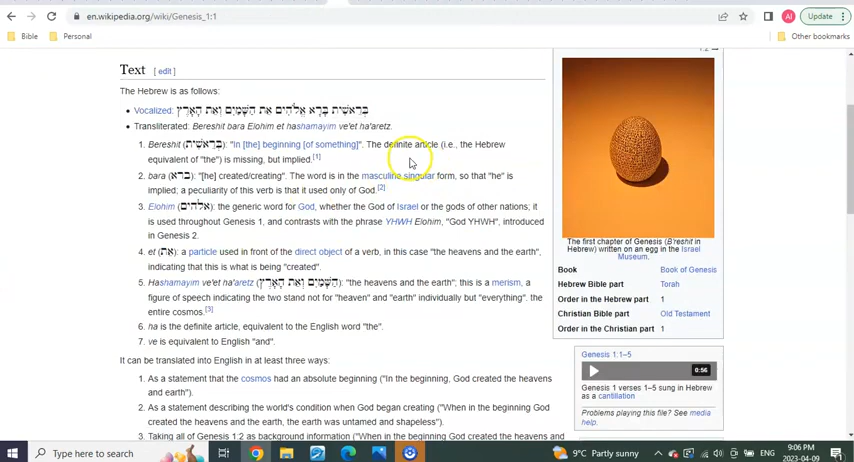 en.wikipedia.org/wiki/Genesis_1:1
Update
Bible
Personal
Other bookmarks
Text [ edit ]
The Hebrew is as follows:
• Vocalized: בְּרֵאשִׁית בָּרָא אֱלֹהִים אֵת הַשָּׁמַיִם וְאֵת הָאָרֶץ
• Transliterated: Bereshit bara Elohim et hashamayim ve'et ha'aretz.
1. Bereshit (בְּרֵאשִׁית): "In [the] beginning [of something]". The definite article (i.e., the Hebrew
equivalent of "the") is missing, but implied.[1]
2. bara (ברא): "[he] created/creating". The word is in the masculine singular form, so that "he" is
implied; a peculiarity of this verb is that it used only of God.[2]
3. Elohim (אלהים): the generic word for God, whether the God of Israel or the gods of other nations; it
is used throughout Genesis 1, and contrasts with the phrase YHWH Elohim, "God YHWH", introduced
in Genesis 2.
4. et (אֵת): a particle used in front of the direct object of a verb, in this case "the heavens and the earth",
indicating that this is what is being "created".
5. Hashamayim ve'et ha'aretz (הַשָּׁמַיִם וְאֵת הָאָרֶץ): "the heavens and the earth"; this is a merism, a
figure of speech indicating the two stand not for "heaven" and "earth" individually but "everything". the
entire cosmos.[3]
6. ha is the definite article, equivalent to the English word "the".
7. ve is equivalent to English "and".
It can be translated into English in at least three ways:
1. As a statement that the cosmos had an absolute beginning ("In the beginning, God created the heavens
and earth").
2. As a statement describing the world's condition when God began creating ("When in the beginning God
created the heavens and the earth, the earth was untamed and shapeless").
3. Taking all of Genesis 1:2 as background information ("When in the beginning God created the heavens and
The first chapter of Genesis (B'reishit in
Hebrew) written on an egg in the Israel
Museum.
Book Book of Genesis
Hebrew Bible part Torah
Order in the Hebrew part 1
Christian Bible part Old Testament
Order in the Christian part 1
Genesis 1:1–5
0:56
Genesis 1 verses 1–5 sung in Hebrew
as a cantillation
Problems playing this file? See media
help.
Type here to search
9°C Partly sunny
ENG
9:06 PM
2023-04-09